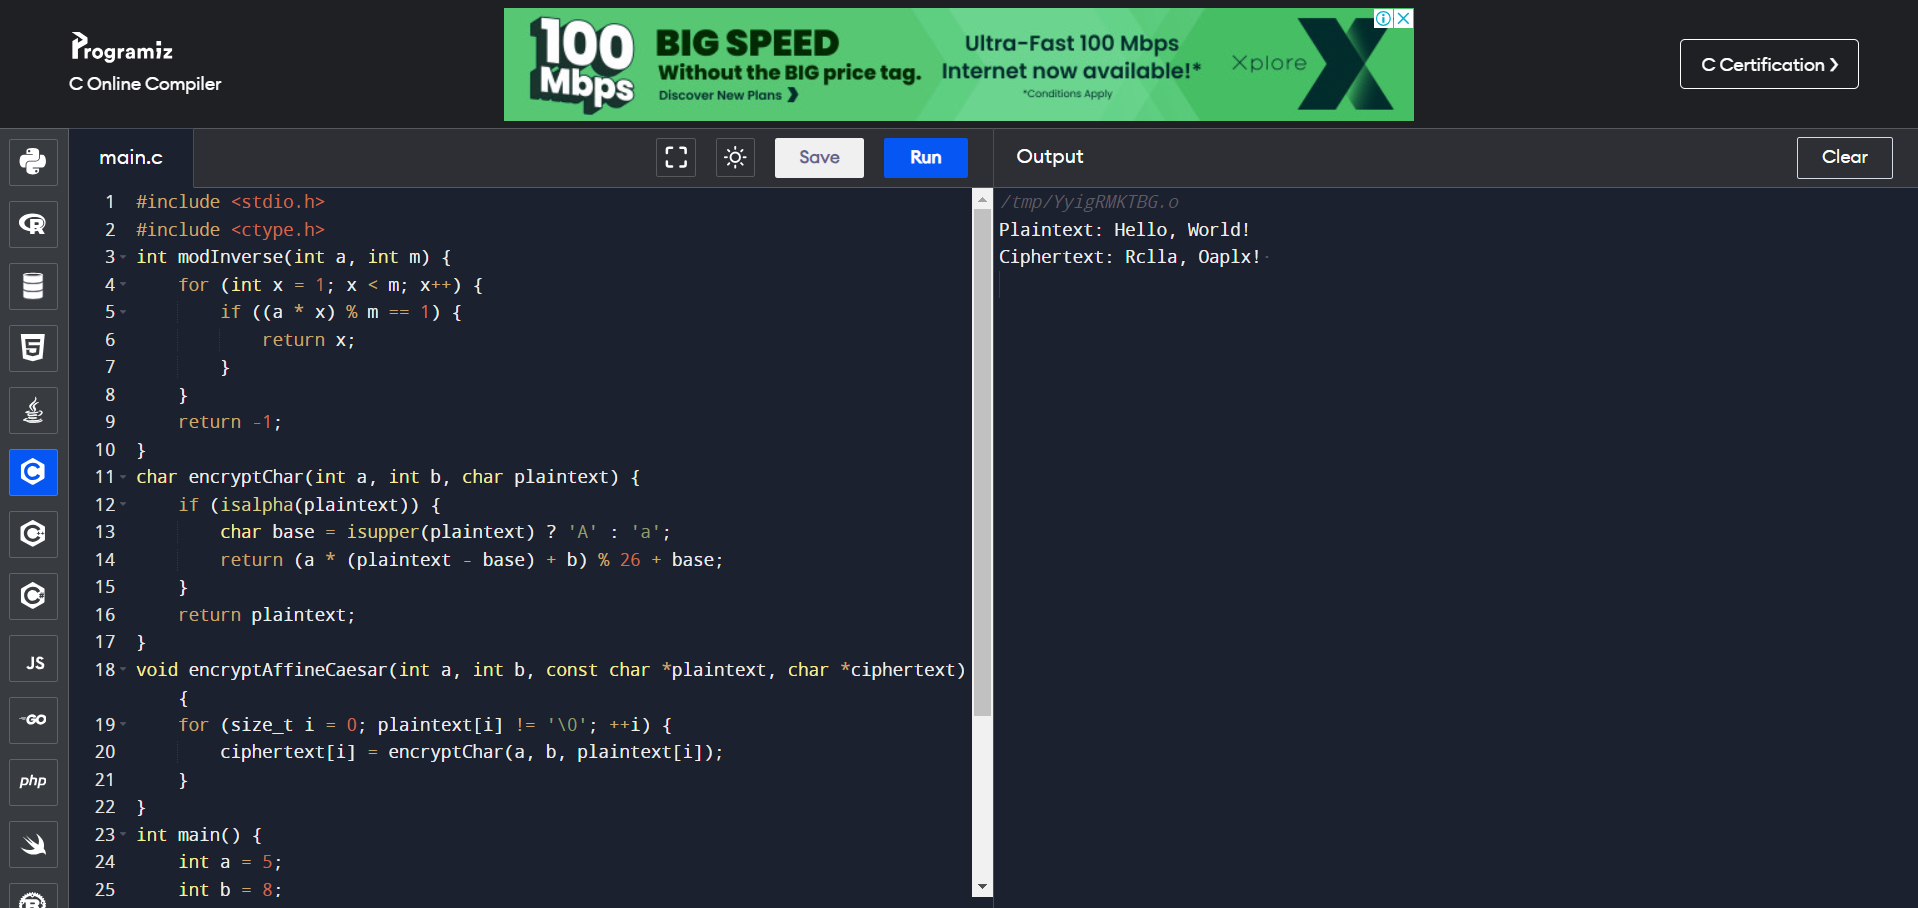 Programiz
C Online Compiler
100
Mbps
BIG SPEED
Without the BIG price tag.
Discover New Plans ❯
Ultra-Fast 100 Mbps
Internet now available!*
*Conditions Apply
Xplore
C Certification ❯
main.c
Save
Run
Output
Clear
1 #include <stdio.h>
2 #include <ctype.h>
3 int modInverse(int a, int m) {
4     for (int x = 1; x < m; x++) {
5         if ((a * x) % m == 1) {
6             return x;
7         }
8     }
9     return -1;
10 }
11 char encryptChar(int a, int b, char plaintext) {
12     if (isalpha(plaintext)) {
13         char base = isupper(plaintext) ? 'A' : 'a';
14         return (a * (plaintext - base) + b) % 26 + base;
15     }
16     return plaintext;
17 }
18 void encryptAffineCaesar(int a, int b, const char *plaintext, char *ciphertext)
{
19     for (size_t i = 0; plaintext[i] != '\0'; ++i) {
20         ciphertext[i] = encryptChar(a, b, plaintext[i]);
21     }
22 }
23 int main() {
24     int a = 5;
25     int b = 8;
/tmp/YyigRMKTBG.o
Plaintext: Hello, World!
Ciphertext: Rclla, Oaplx!
R
5
C
C++
C#
JS
GO
php
R